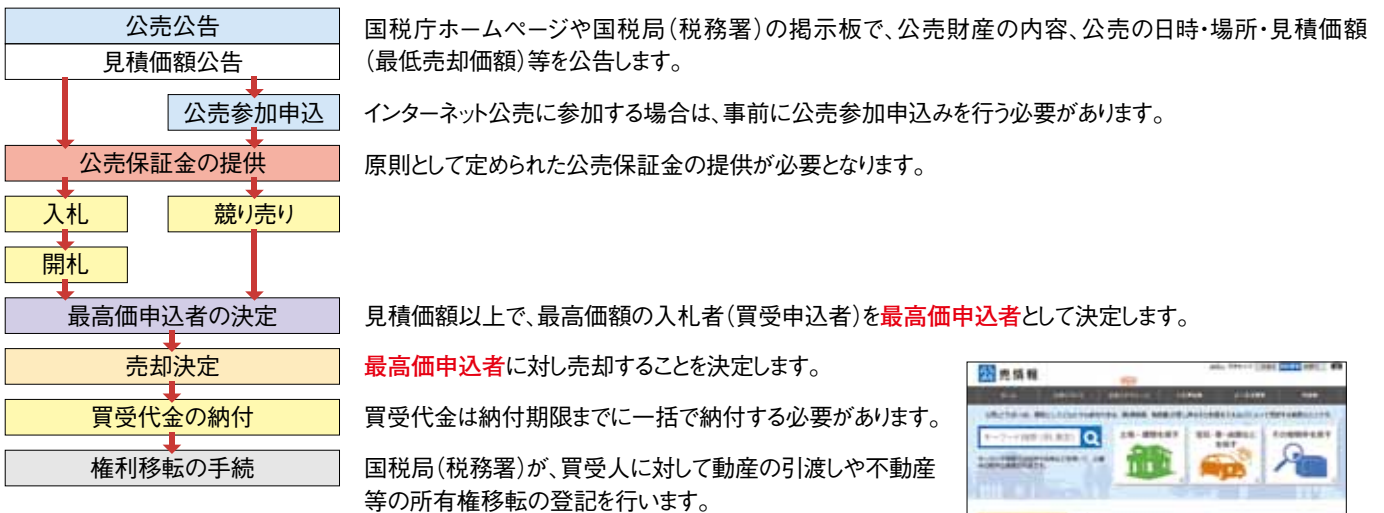 公売公告
国税庁ホームページや国税局(税務署)の掲示板で、公売財産の内容、公売の日時・場所・見積価額
見積価額公告
(最低売却価額)等を公告します。
公売参加申込
インターネット公売に参加する場合は、事前に公売参加申込みを行う必要があります。
公売保証金の提供
原則として定められた公売保証金の提供が必要となります。
入札
競り売り
開札
最高価申込者の決定
見積価額以上で、最高価額の入札者(買受申込者)を最高価申込者として決定します。
売却決定
最高価申込者に対し売却することを決定します。
買受代金の納付
買受代金は納付期限までに一括で納付する必要があります。
権利移転の手続
国税局(税務署)が、買受人に対して動産の引渡しや不動産
等の所有権移転の登記を行います。
公売情報